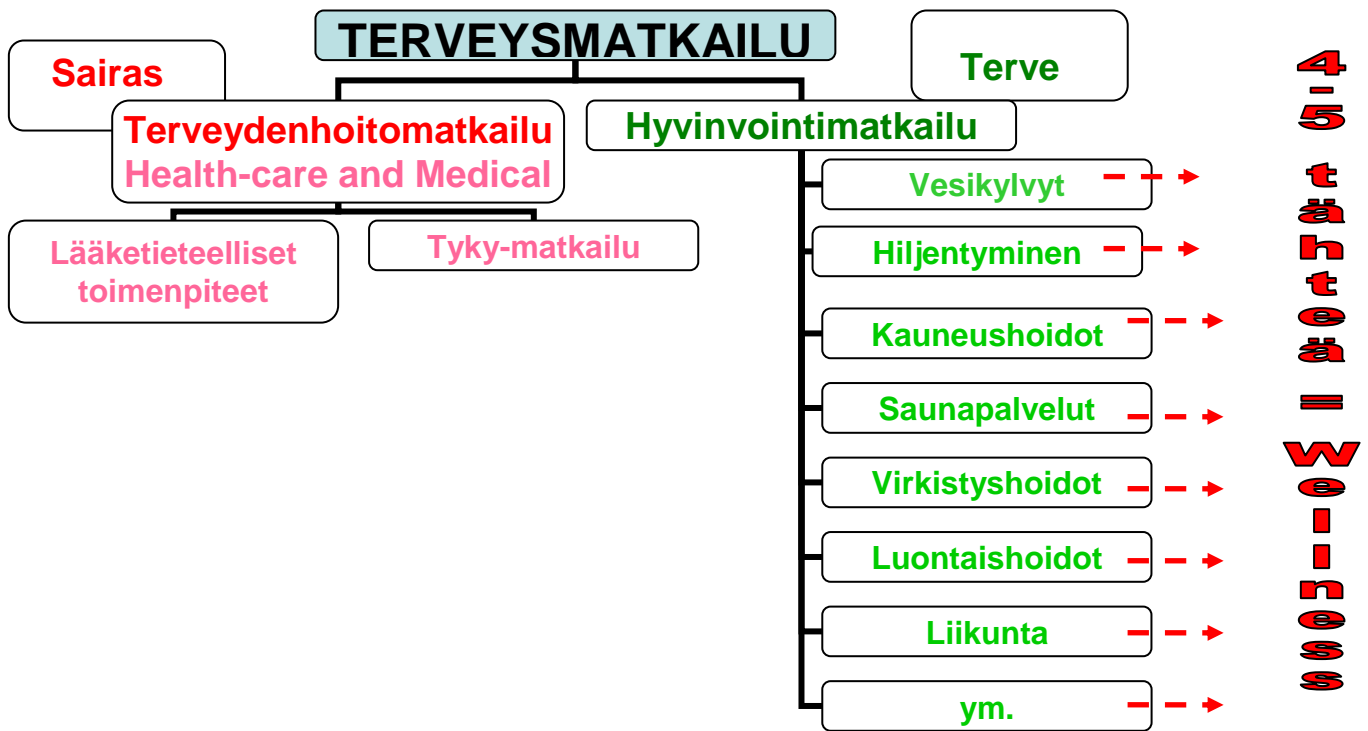 TERVEYSMATKAILU
Sairas
Terve
Terveydenhoitomatkailu
Health-care and Medical
Hyvinvointimatkailu
Lääketieteelliset
toimenpiteet
Tyky-matkailu
Vesikylvyt
Hiljentyminen
Kauneushoidot
Saunapalvelut
Virkistyshoidot
Luontaishoidot
Liikunta
ym.
4-5 tähteä = Wellness